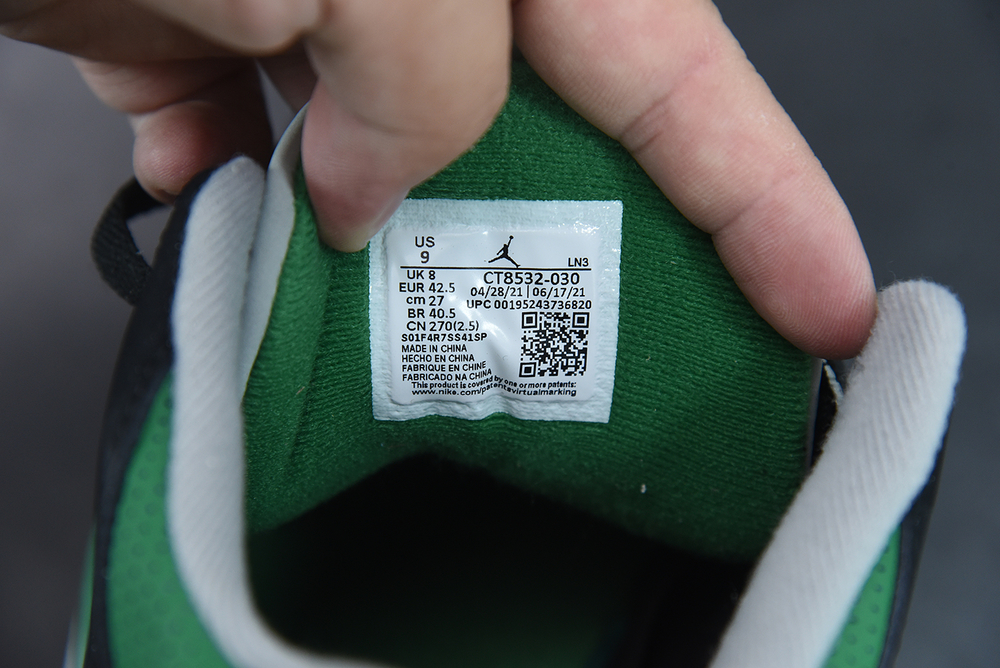 US
9
LN3
UK 8
EUR 42.5
cm 27
BR 40.5
CN 270(2.5)
CT8532-030
04/28/21 | 06/17/21
UPC 00195243736820
S01F4R7SS41SP
MADE IN CHINA
HECHO EN CHINA
FABRIQUE EN CHINE
FABRICADO NA CHINA
This product is covered by one or more patents:
www.nike.com/patentsvirtualmarking